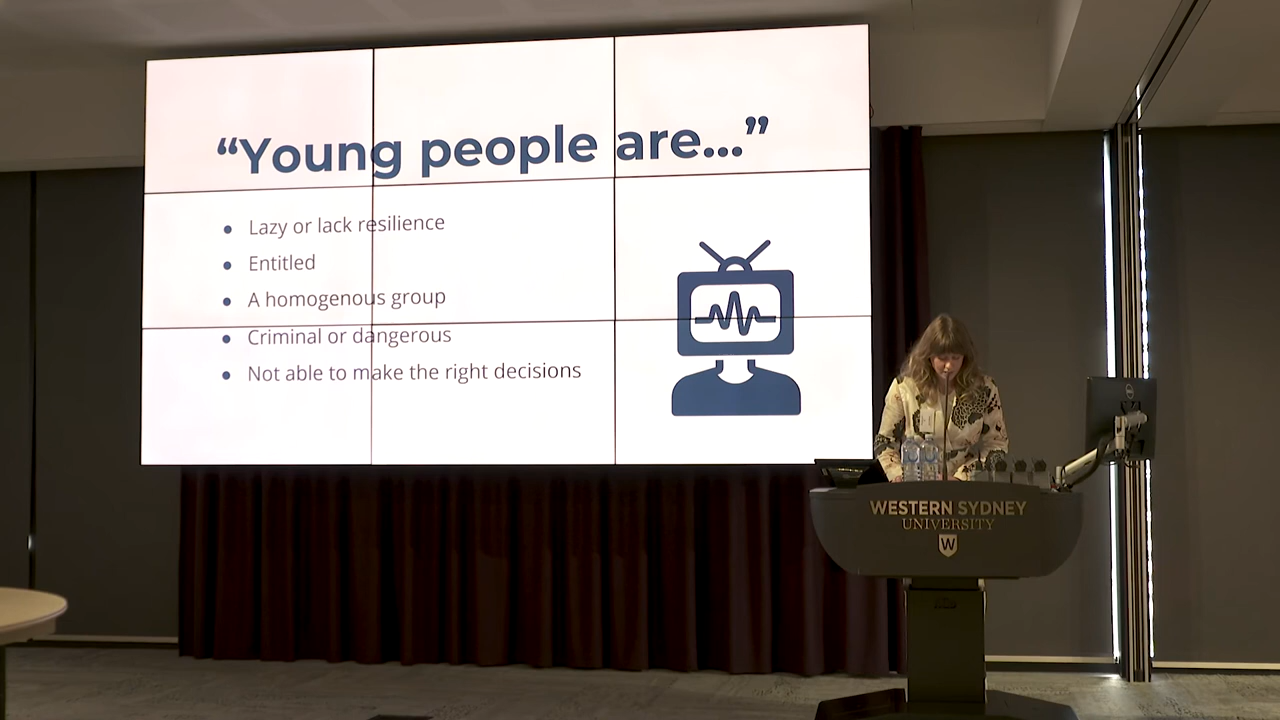 “Young people are...”
• Lazy or lack resilience
• Entitled
• A homogenous group
• Criminal or dangerous
• Not able to make the right decisions
WESTERN SYDNEY
UNIVERSITY
W